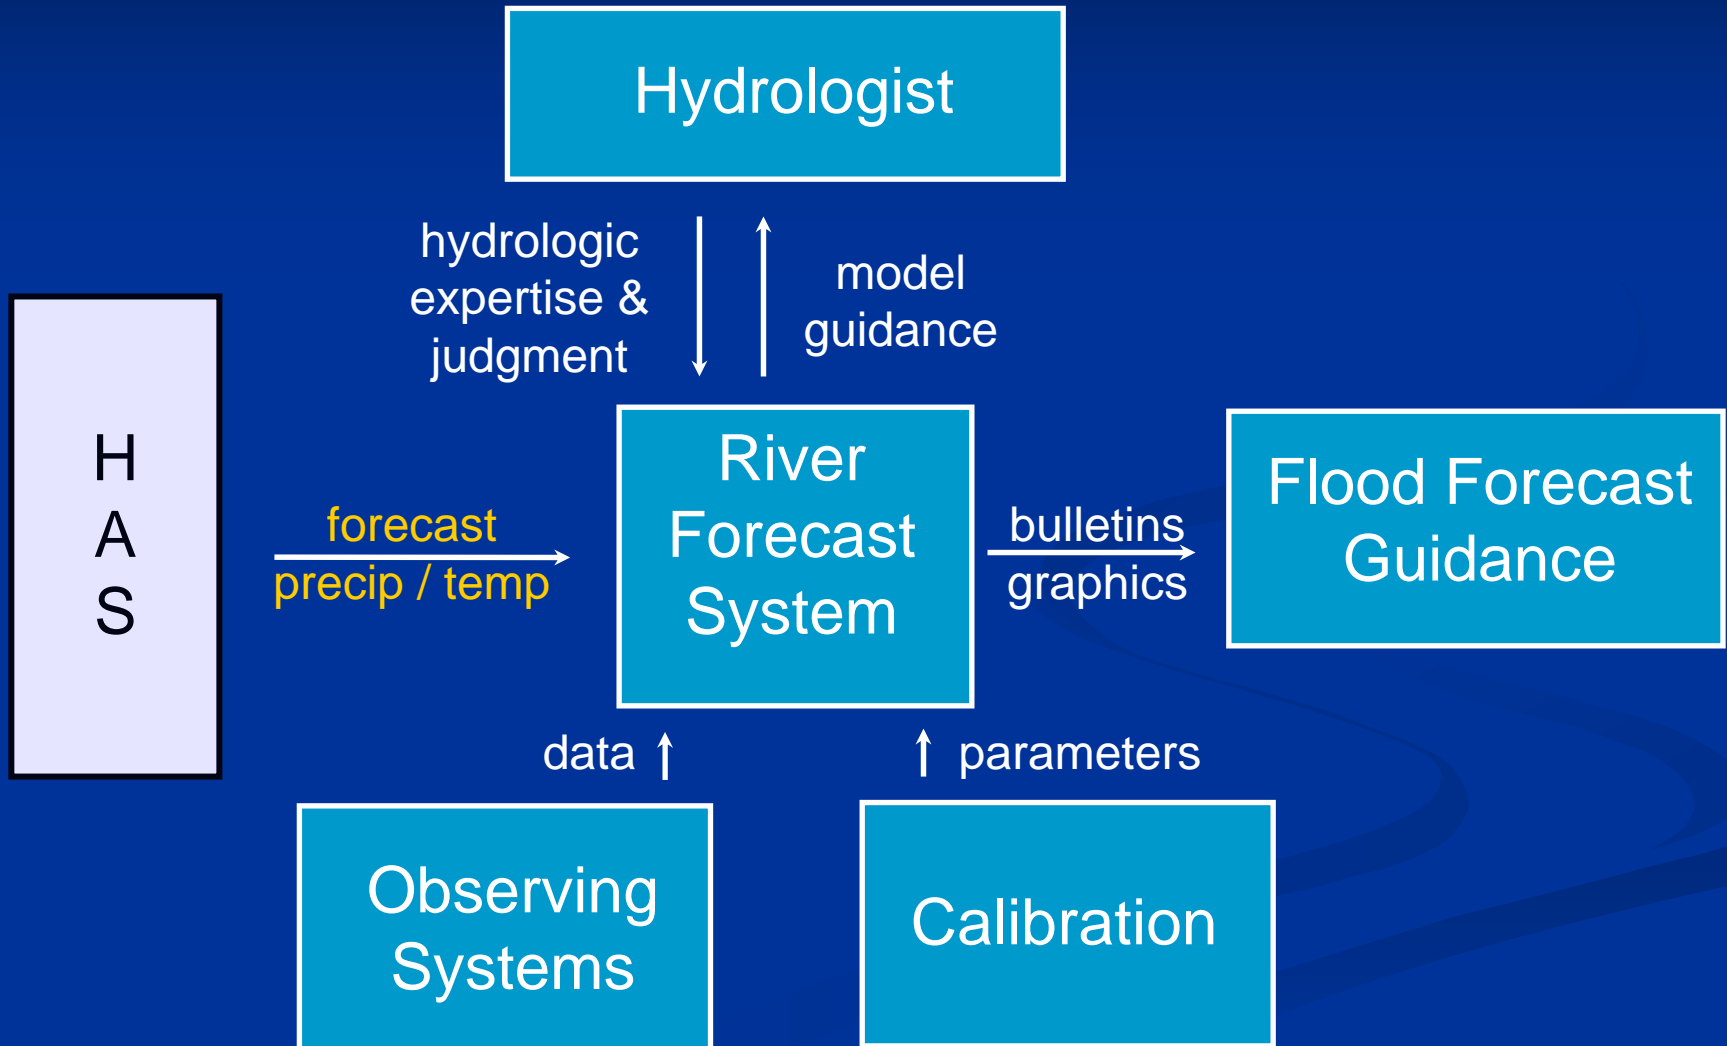 Hydrologist
hydrologic
expertise &
judgment
model
guidance
H
A
S
forecast
precip / temp
River
Forecast
System
bulletins
graphics
Flood Forecast
Guidance
data
parameters
Observing
Systems
Calibration